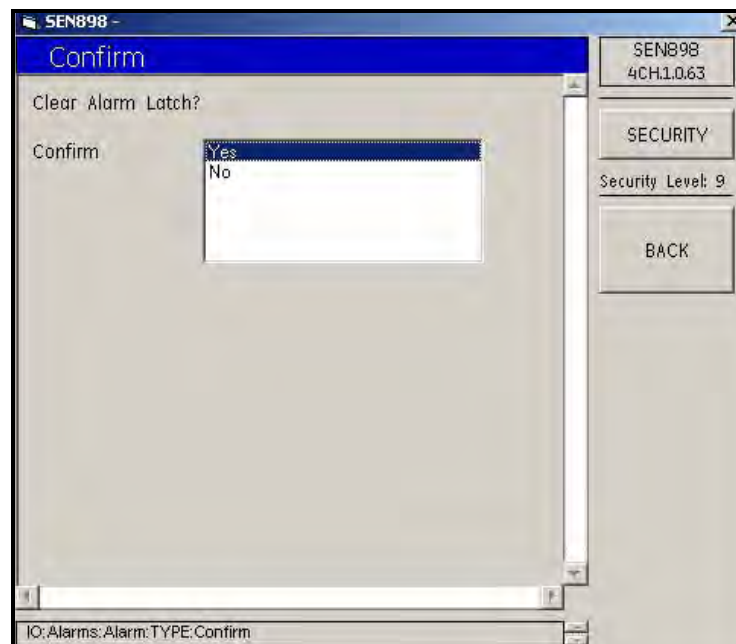 SEN898 -
Confirm
SEN898
4CH.1.0.63
Clear Alarm Latch?
Confirm
Yes
No
SECURITY
Security Level: 9
BACK
IO:Alarms:Alarm:TYPE:Confirm